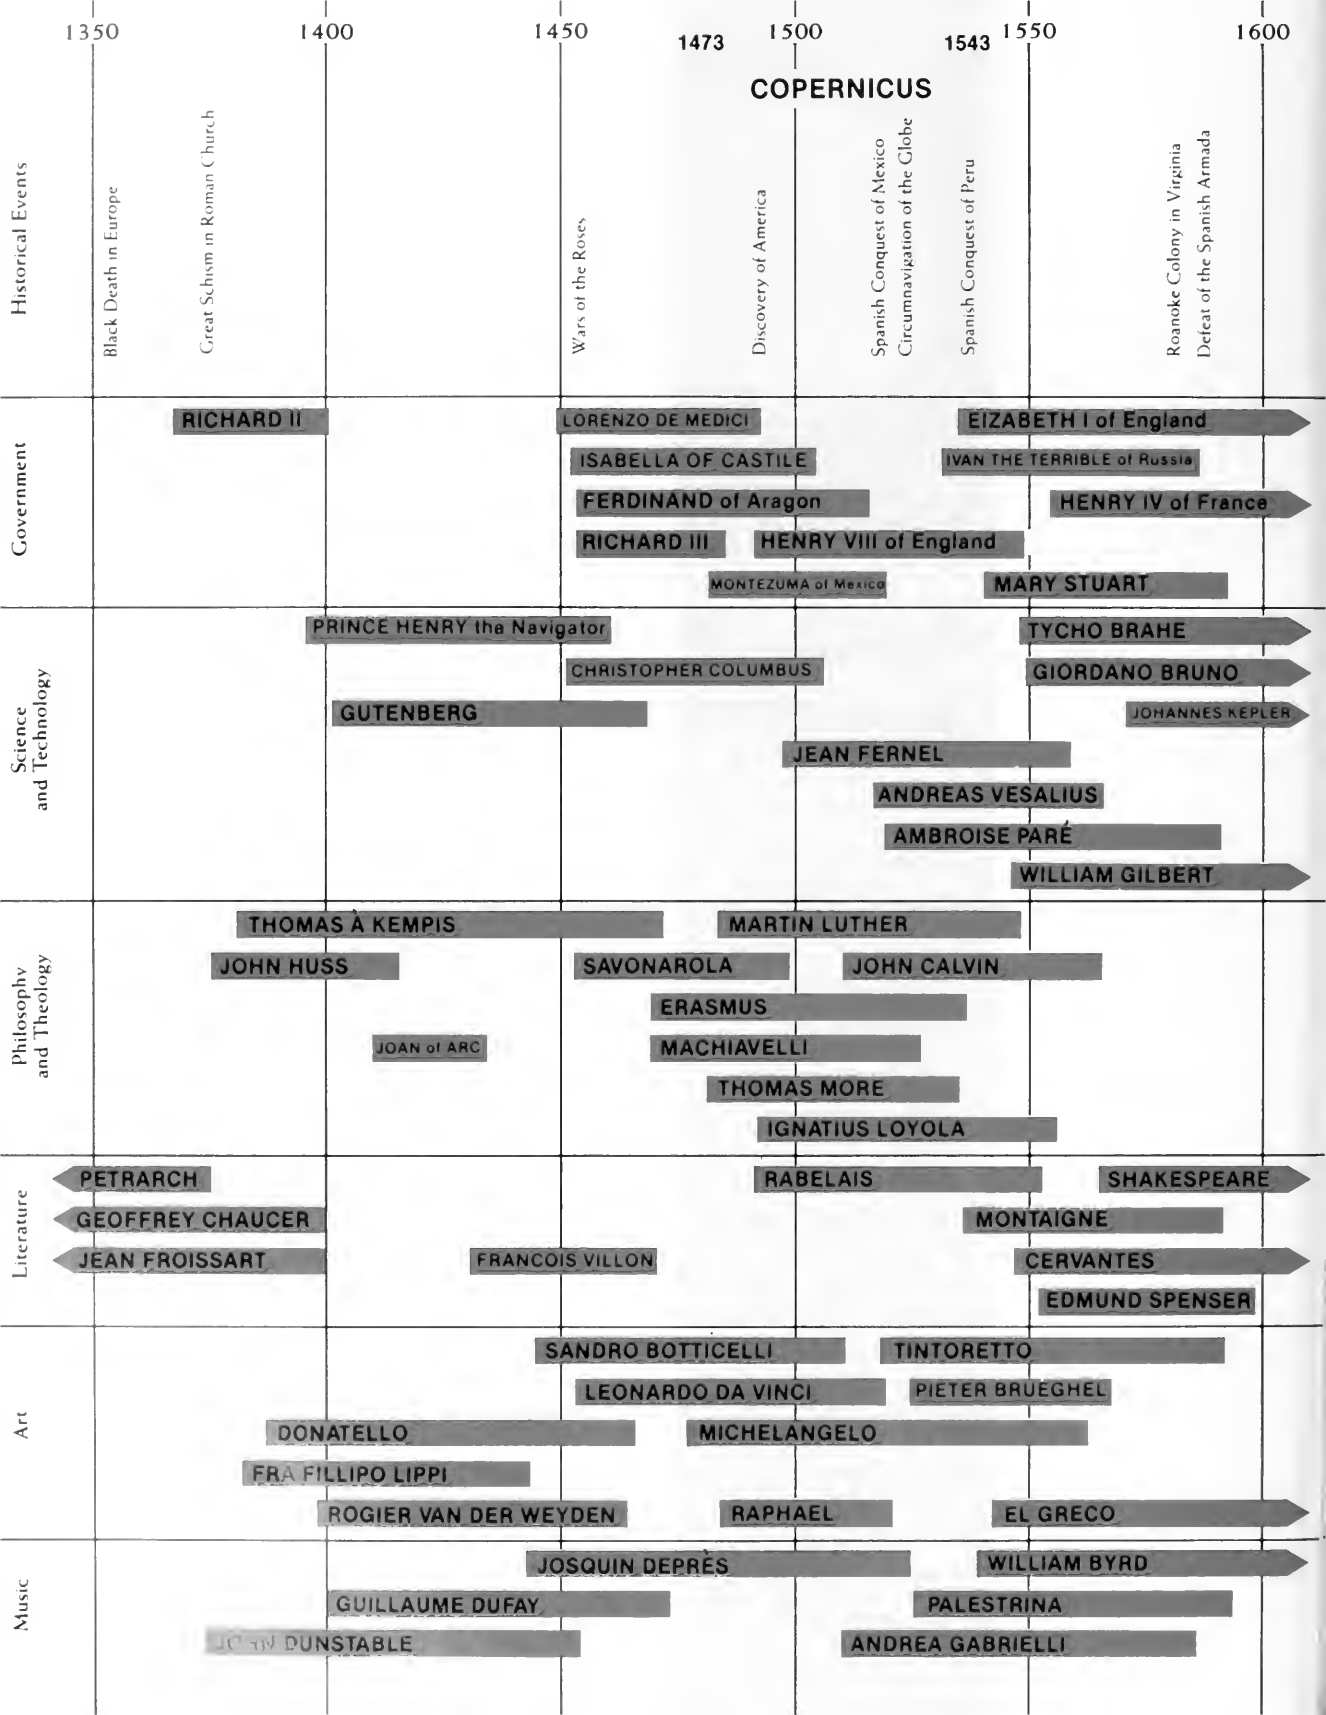 1350
1400
1450
1473
1500
1543
1550
1600
COPERNICUS
Historical Events
Black Death in Europe
Great Schism in Roman Church
Wars of the Roses
Discovery of America
Spanish Conquest of Mexico
Circumnavigation of the Globe
Spanish Conquest of Peru
Roanoke Colony in Virginia
Defeat of the Spanish Armada
Government
RICHARD II
LORENZO DE MEDICI
EIZABETH I of England
ISABELLA OF CASTILE
IVAN THE TERRIBLE of Russia
FERDINAND of Aragon
HENRY IV of France
RICHARD III
HENRY VIII of England
MONTEZUMA of Mexico
MARY STUART
Science
and Technology
PRINCE HENRY the Navigator
TYCHO BRAHE
CHRISTOPHER COLUMBUS
GIORDANO BRUNO
GUTENBERG
JOHANNES KEPLER
JEAN FERNEL
ANDREAS VESALIUS
AMBROISE PARÉ
WILLIAM GILBERT
Philosophy
and Theology
THOMAS À KEMPIS
MARTIN LUTHER
JOHN HUSS
SAVONAROLA
JOHN CALVIN
ERASMUS
JOAN of ARC
MACHIAVELLI
THOMAS MORE
IGNATIUS LOYOLA
Literature
PETRARCH
RABELAIS
SHAKESPEARE
GEOFFREY CHAUCER
MONTAIGNE
JEAN FROISSART
FRANCOIS VILLON
CERVANTES
EDMUND SPENSER
Art
SANDRO BOTTICELLI
TINTORETTO
LEONARDO DA VINCI
PIETER BRUEGHEL
DONATELLO
MICHELANGELO
FRA FILLIPO LIPPI
ROGIER VAN DER WEYDEN
RAPHAEL
EL GRECO
Music
JOSQUIN DEPRÈS
WILLIAM BYRD
GUILLAUME DUFAY
PALESTRINA
JOHN DUNSTABLE
ANDREA GABRIELLI